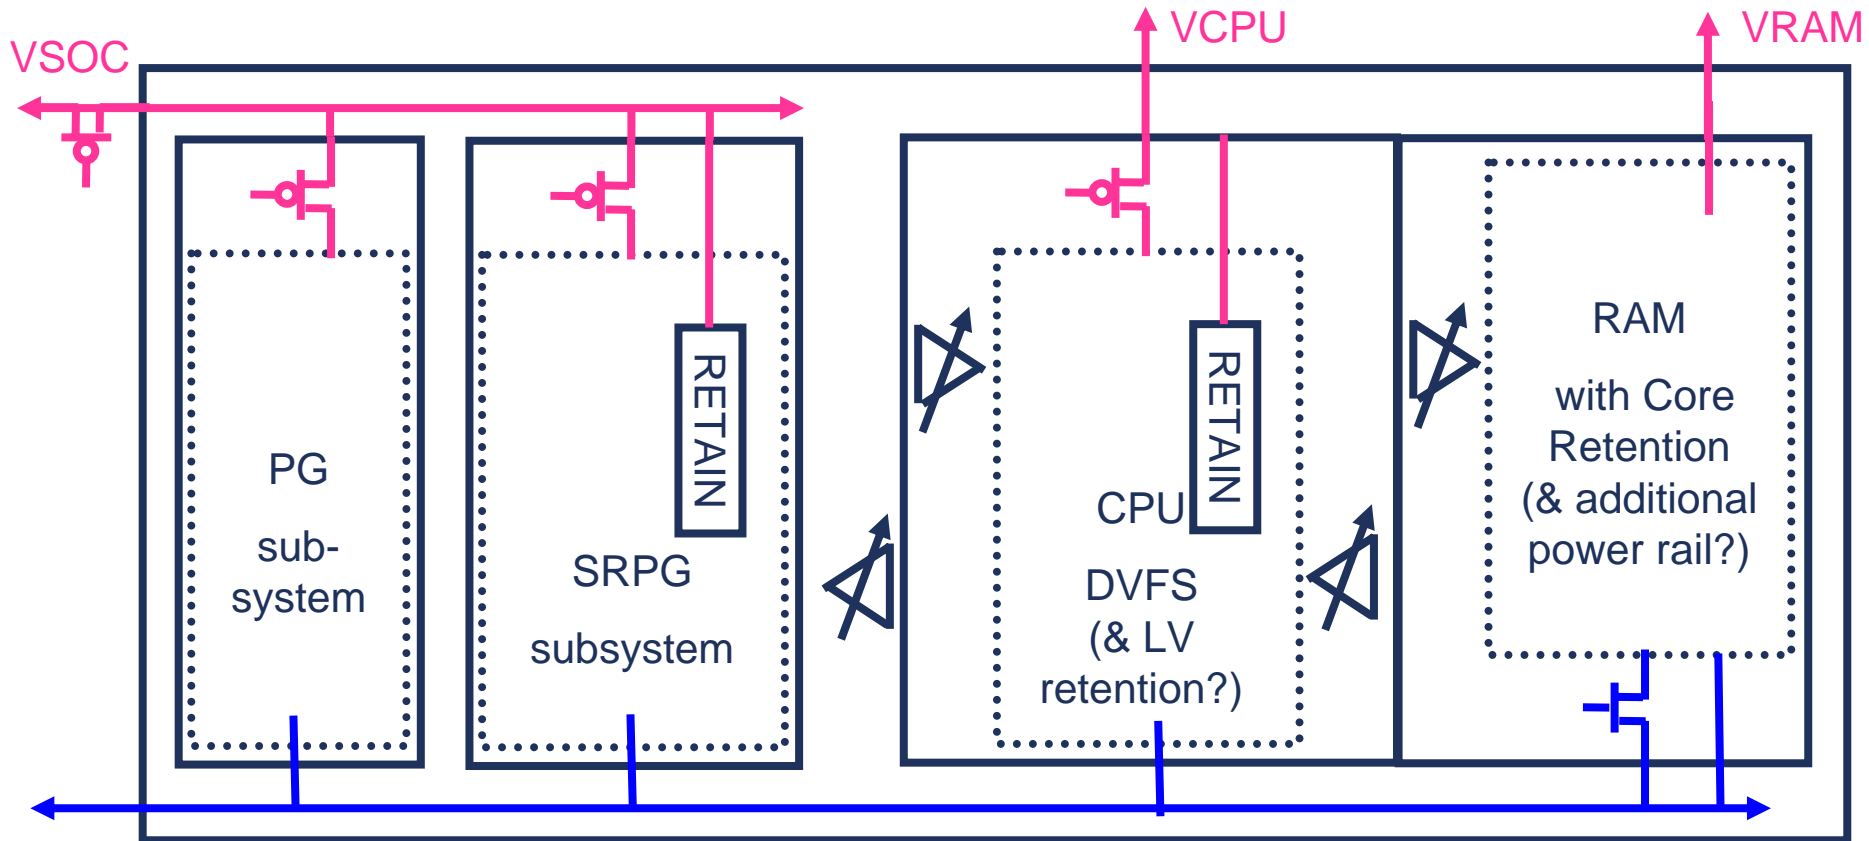 VSOC
VCPU
VRAM
PG
sub-
system
RETAIN
SRPG
subsystem
RETAIN
CPU
DVFS
(& LV
retention?)
RAM
with Core
Retention
(& additional
power rail?)